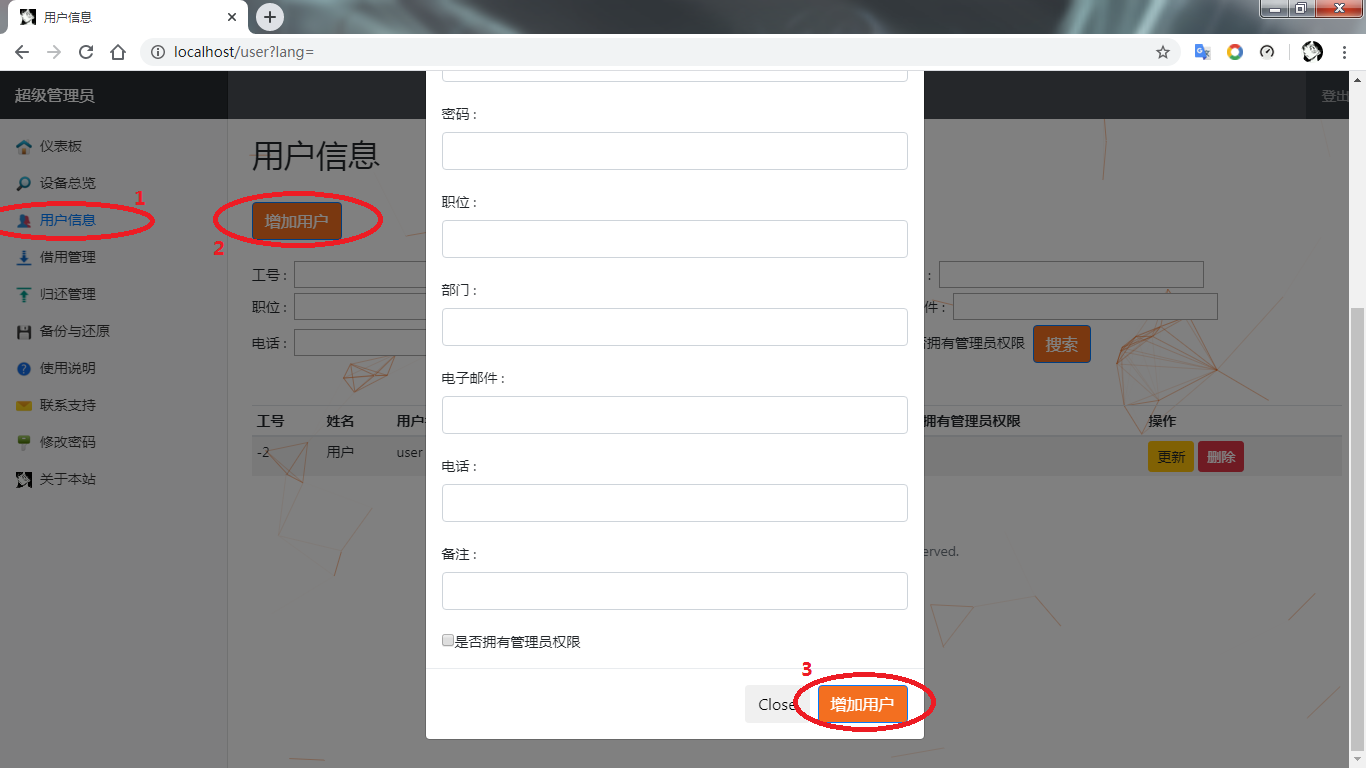 用户信息
localhost/user?lang=
超级管理员
登出
仪表板
设备总览
1
用户信息
借用管理
归还管理
备份与还原
使用说明
联系支持
修改密码
关于本站
用户信息
增加用户
2
工号 :
职位 :
件 :
电话 :
否拥有管理员权限
搜索
工号 姓名 用户 拥有管理员权限 操作
-2 用户 user 更新 删除
erved.
密码 :
职位 :
部门 :
电子邮件 :
电话 :
备注 :
是否拥有管理员权限
3
Close
增加用户